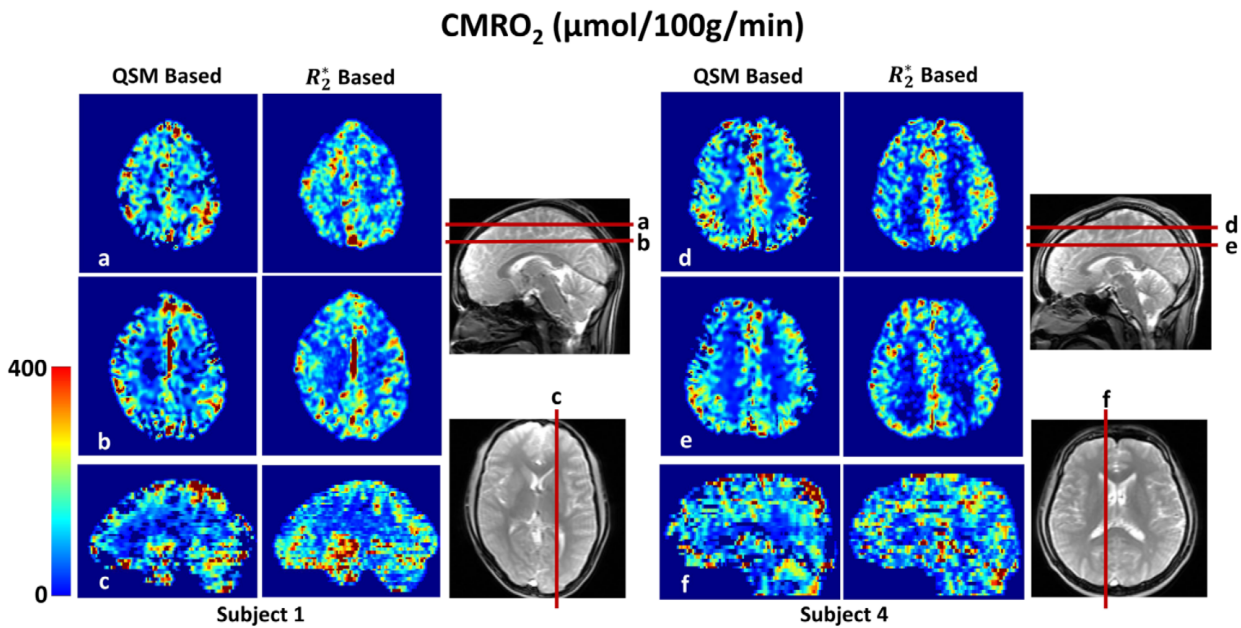 CMRO₂ (μmol/100g/min)
QSM Based
R₂* Based
QSM Based
R₂* Based
a
a
b
d
d
e
b
400
0
c
e
f
c
f
Subject 1
Subject 4